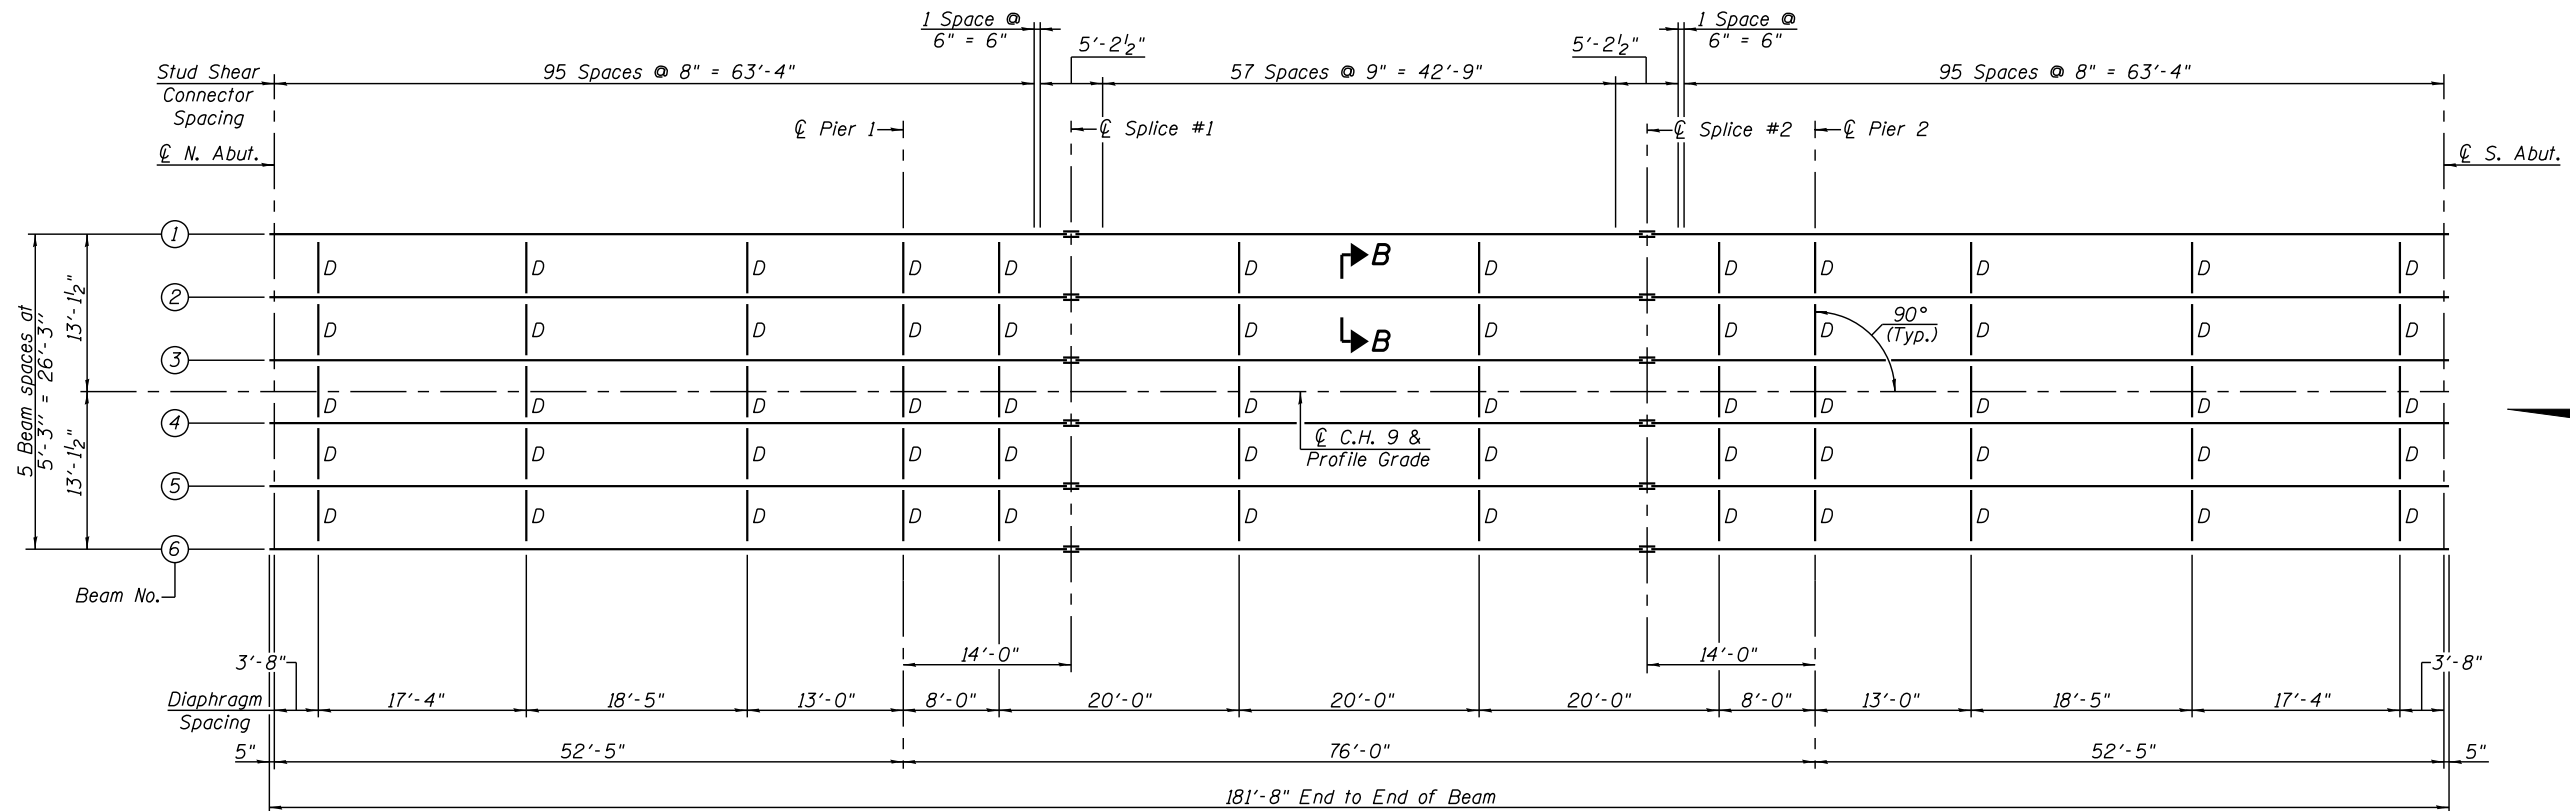 1 Space @
6" = 6"
1 Space @
6" = 6"
5'-2½"
5'-2½"
Stud Shear
Connector
Spacing
95 Spaces @ 8" = 63'-4"
57 Spaces @ 9" = 42'-9"
95 Spaces @ 8" = 63'-4"
℄ Pier 1
℄ Splice #1
℄ Splice #2
℄ Pier 2
℄ N. Abut.
℄ S. Abut.
1
2
3
4
5
6
Beam No.
5 Beam spaces at
5'-3" = 26'-3"
13'-1½"
13'-1½"
D D D D D D D D D D D D
D D D D D D D D D D D D
D D D D D D D D D D D D
D D D D D D D D D D D D
D D D D D D D D D D D D
B
B
90°
(Typ.)
℄ C.H. 9 &
Profile Grade
14'-0"
14'-0"
3'-8"
3'-8"
Diaphragm
Spacing
17'-4"
18'-5"
13'-0"
8'-0"
20'-0"
20'-0"
20'-0"
8'-0"
13'-0"
18'-5"
17'-4"
5"
52'-5"
76'-0"
52'-5"
5"
181'-8" End to End of Beam